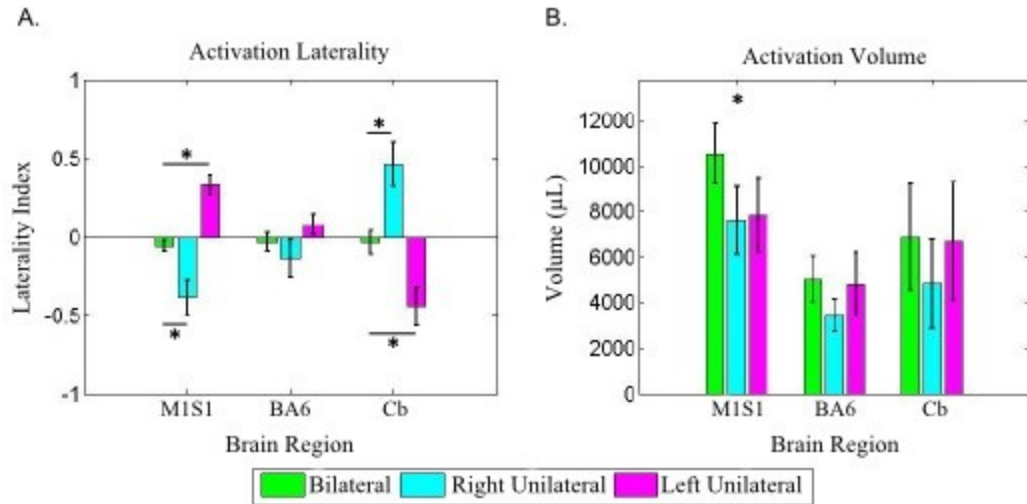 A.
Activation Laterality
1
0.5
0
-0.5
-1
Laterality Index
*
*
*
*
M1S1 BA6 Cb
Brain Region
B.
Activation Volume
12000
10000
8000
6000
4000
2000
0
Volume (µL)
*
M1S1 BA6 Cb
Brain Region
Bilateral Right Unilateral Left Unilateral